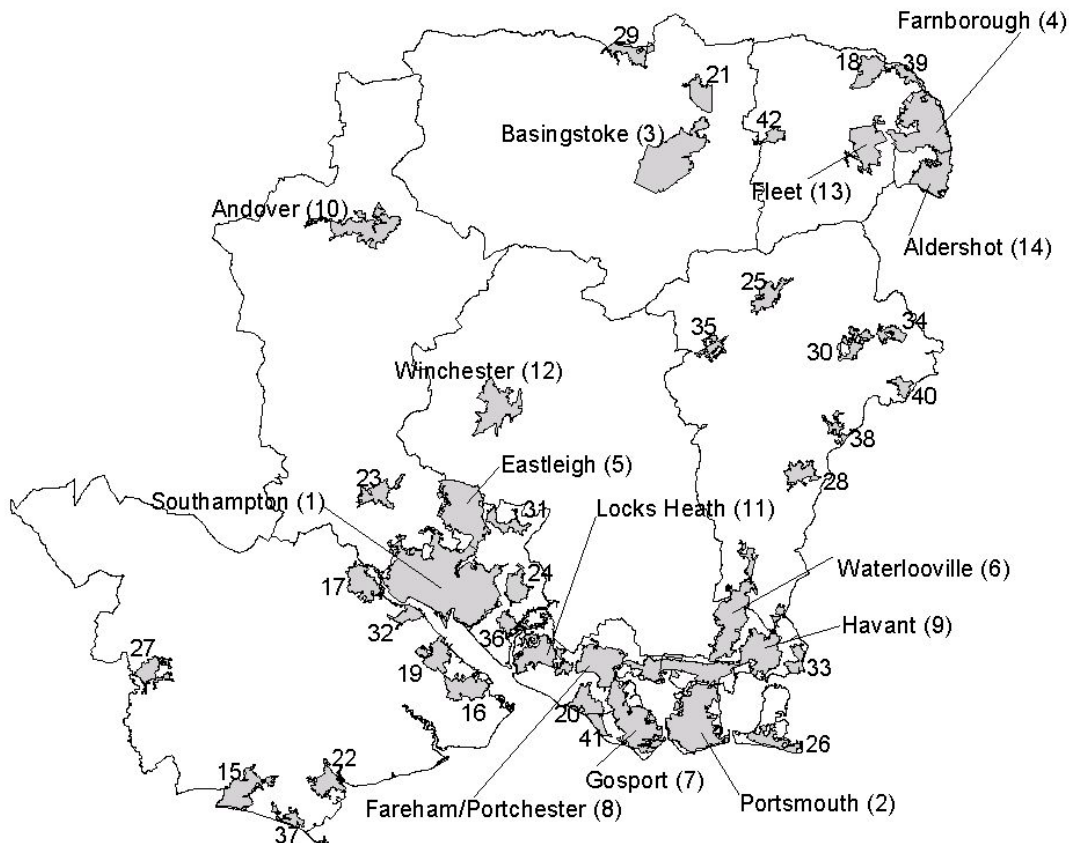 Farnborough (4)
29
18
39
21
42
Basingstoke (3)
Fleet (13)
Andover (10)
Aldershot (14)
25
35
34
30
Winchester (12)
40
38
Eastleigh (5)
23
28
Southampton (1)
Locks Heath (11)
31
Waterlooville (6)
17
24
32
36
Havant (9)
27
19
33
16
20
41
26
22
15
Gosport (7)
Portsmouth (2)
Fareham/Portchester (8)
37